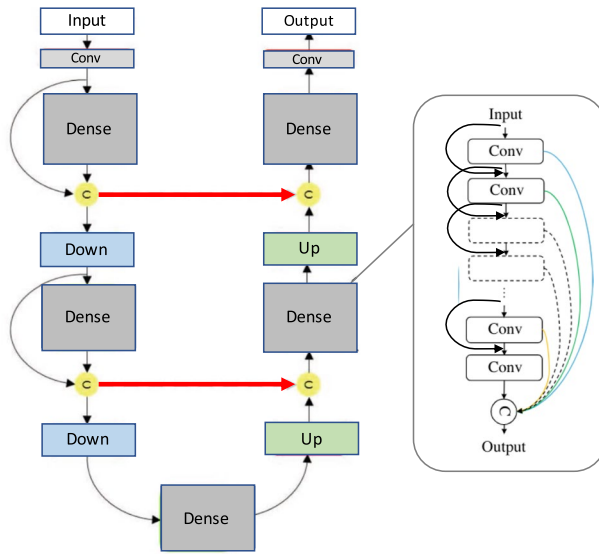 Input
Conv
Dense
C
Down
Dense
C
Down
Dense
Output
Conv
Dense
C
Up
Dense
C
Up
Input
Conv
Conv
Conv
Conv
C
Output